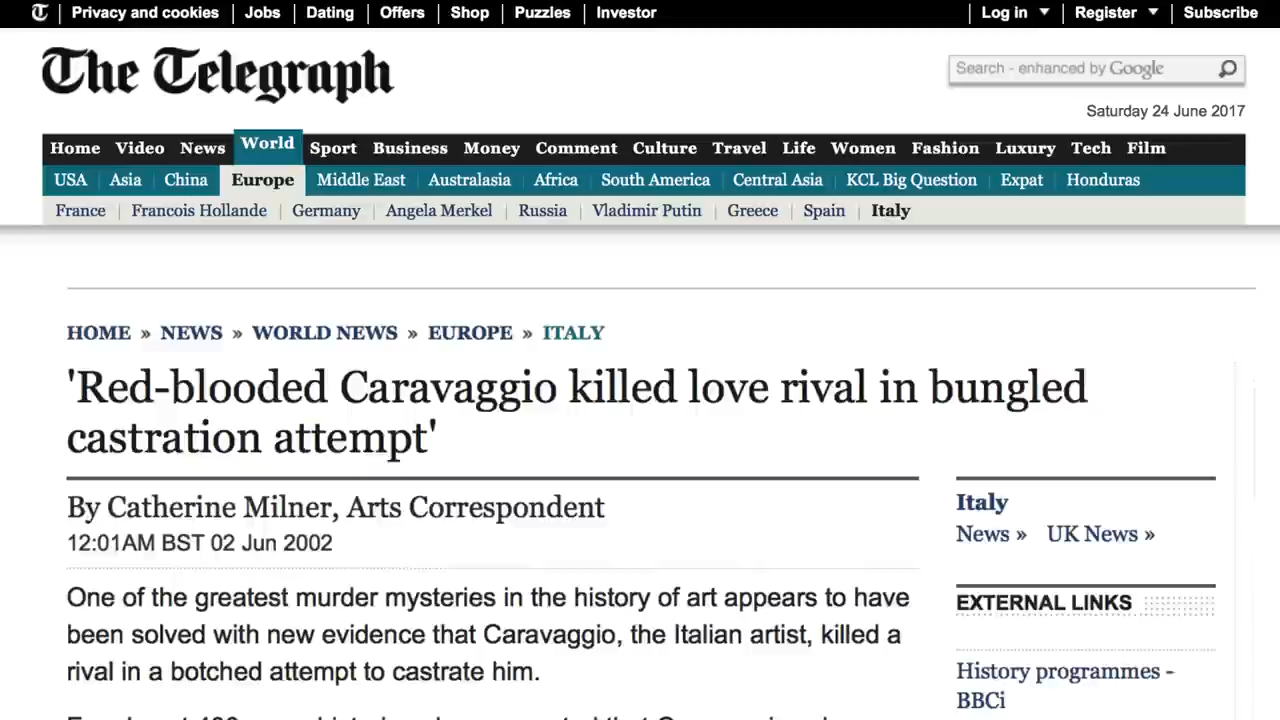 Privacy and cookies Jobs Dating Offers Shop Puzzles Investor Log in Register Subscribe
The Telegraph
Search - enhanced by Google
Saturday 24 June 2017
Home Video News World Sport Business Money Comment Culture Travel Life Women Fashion Luxury Tech Film
USA Asia China Europe Middle East Australasia Africa South America Central Asia KCL Big Question Expat Honduras
France Francois Hollande Germany Angela Merkel Russia Vladimir Putin Greece Spain Italy
HOME » NEWS » WORLD NEWS » EUROPE » ITALY
'Red-blooded Caravaggio killed love rival in bungled
castration attempt'
By Catherine Milner, Arts Correspondent
12:01AM BST 02 Jun 2002
One of the greatest murder mysteries in the history of art appears to have
been solved with new evidence that Caravaggio, the Italian artist, killed a
rival in a botched attempt to castrate him.
Italy
News » UK News »
EXTERNAL LINKS
History programmes -
BBCi